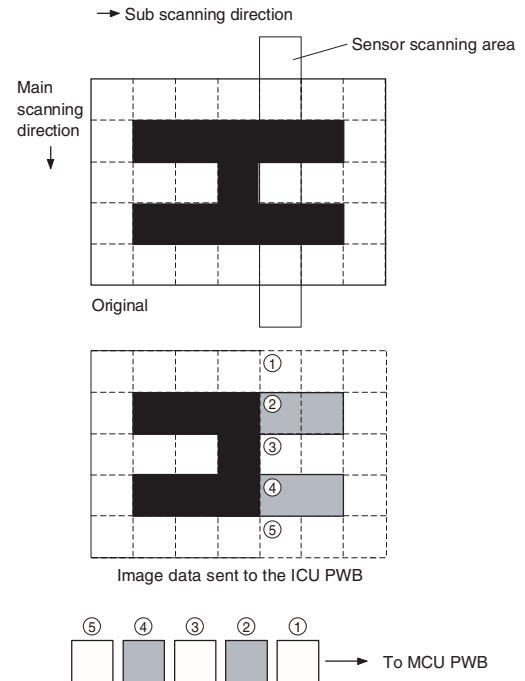 → Sub scanning direction
Sensor scanning area
Main
scanning
direction
↓
Original
①
②
③
④
⑤
Image data sent to the ICU PWB
⑤ ④ ③ ② ①
→ To MCU PWB